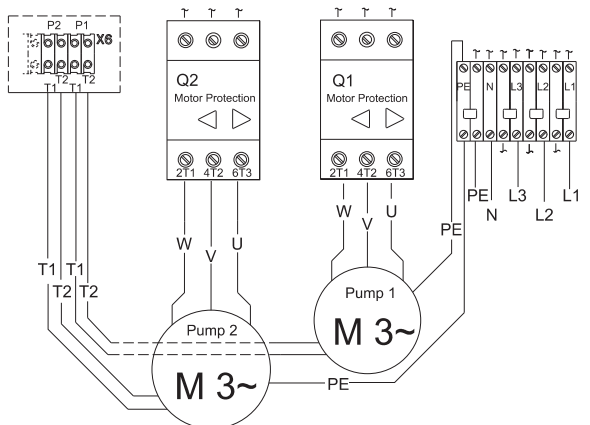 P2 P1
X6
T2 T2
T1 T1
Q2
Motor Protection
2T1 4T2 6T3
Q1
Motor Protection
2T1 4T2 6T3
PE N L3 L2 L1
PE
N
L3
L2
L1
PE
W V U
W V U
T1 T1
T2 T2
Pump 1
M 3~
Pump 2
M 3~
PE